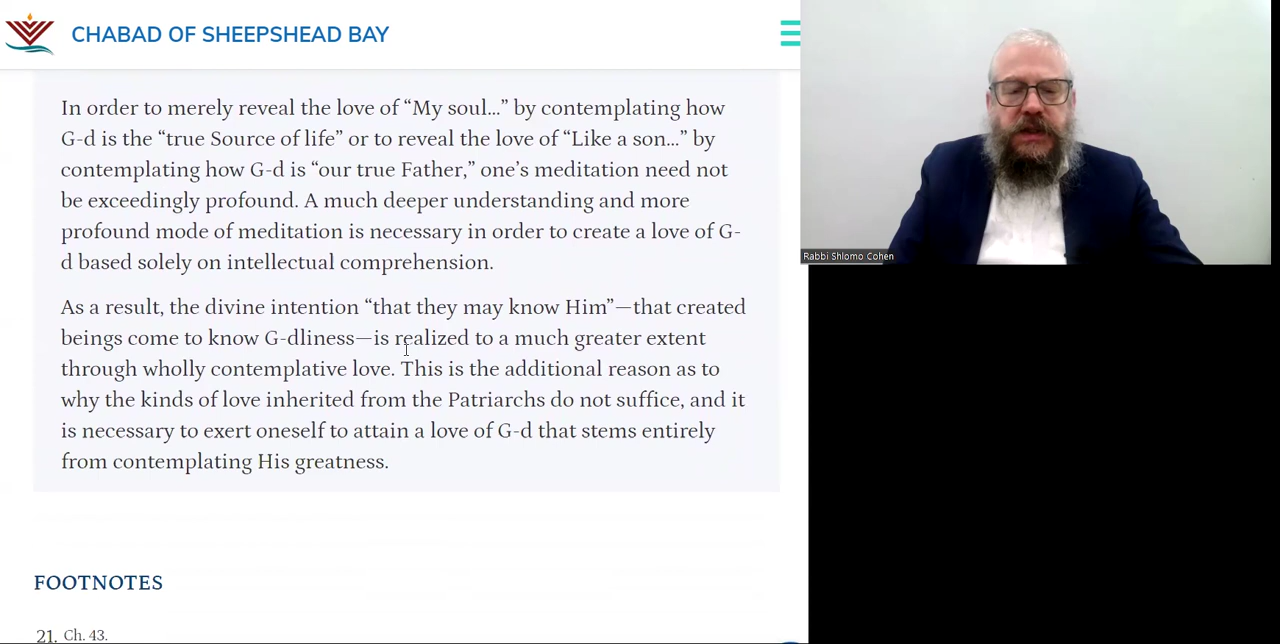 CHABAD OF SHEEPSHEAD BAY
In order to merely reveal the love of “My soul…” by contemplating how
G-d is the “true Source of life” or to reveal the love of “Like a son…” by
contemplating how G-d is “our true Father,” one’s meditation need not
be exceedingly profound. A much deeper understanding and more
profound mode of meditation is necessary in order to create a love of G-
d based solely on intellectual comprehension.
As a result, the divine intention “that they may know Him”—that created
beings come to know G-dliness—is realized to a much greater extent
through wholly contemplative love. This is the additional reason as to
why the kinds of love inherited from the Patriarchs do not suffice, and it
is necessary to exert oneself to attain a love of G-d that stems entirely
from contemplating His greatness.
FOOTNOTES
21. Ch. 43.
Rabbi Shlomo Cohen